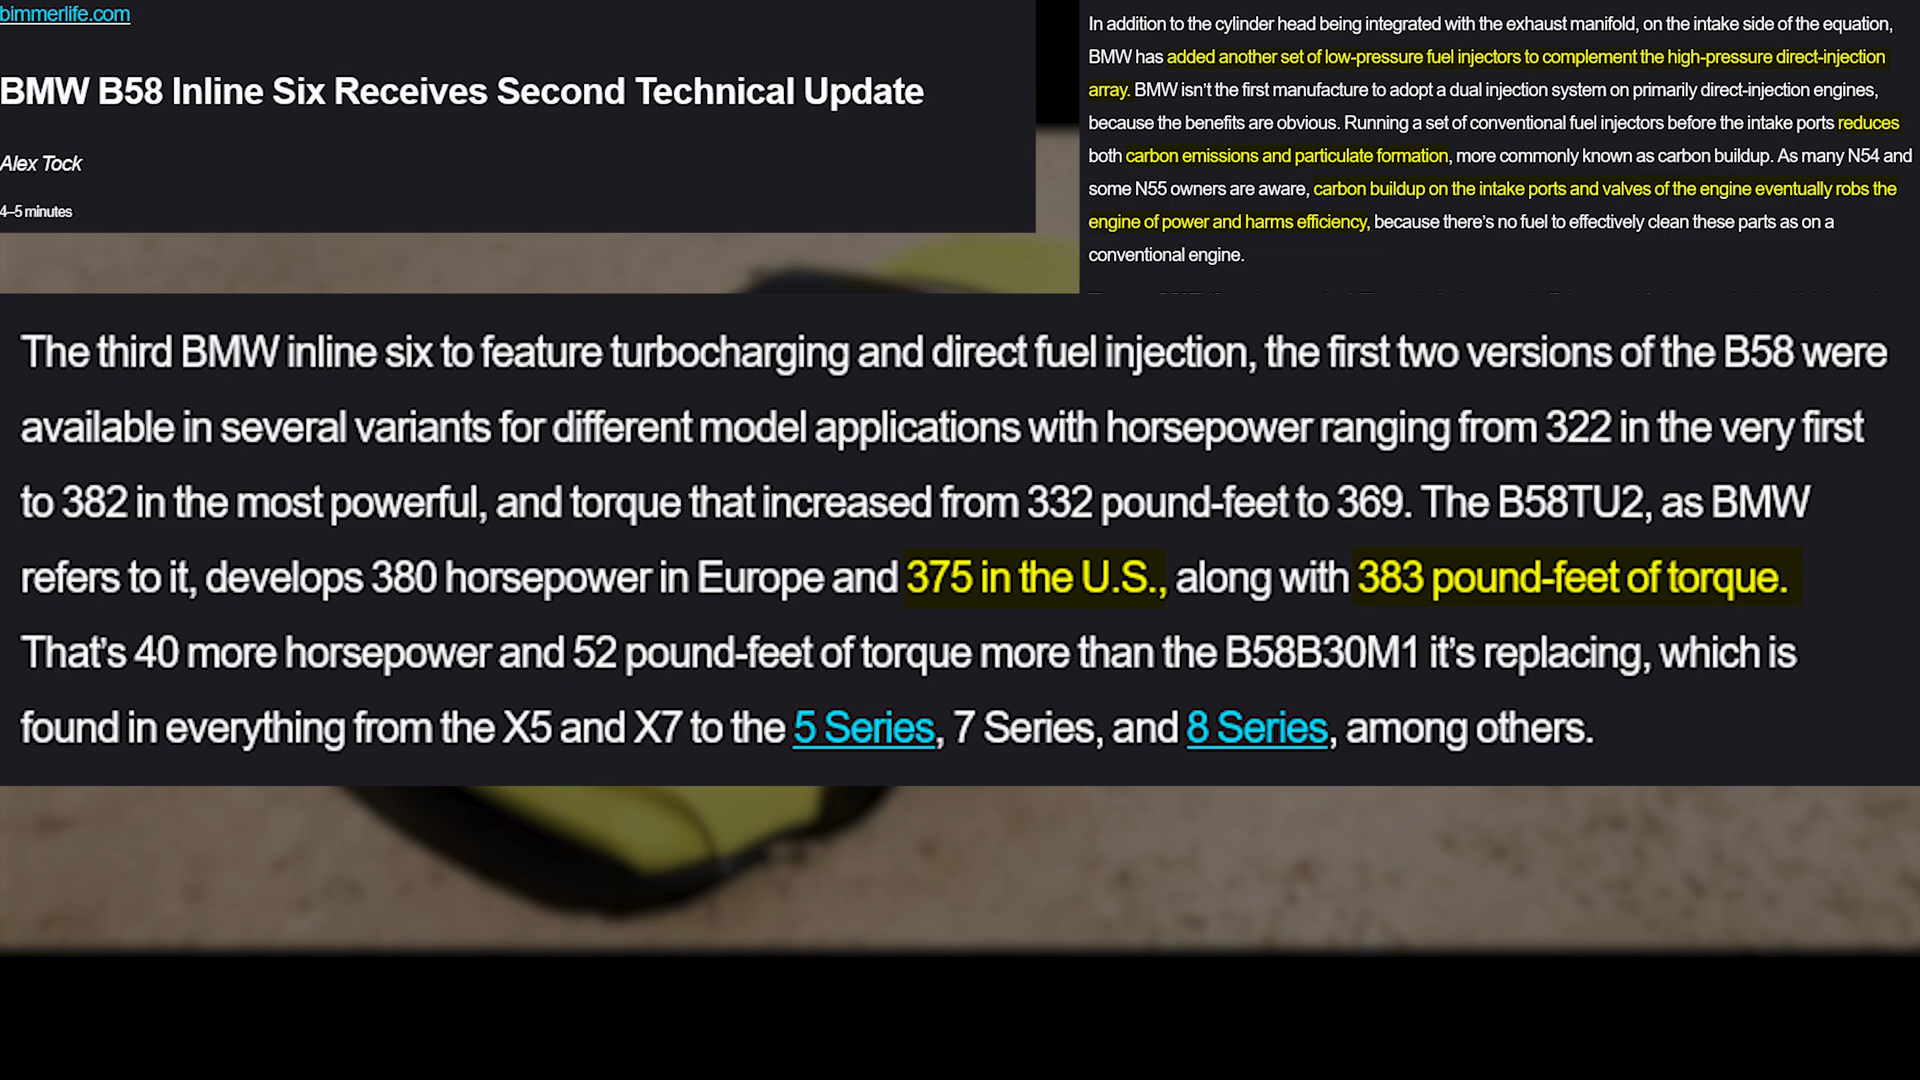 bimmerlife.com
BMW B58 Inline Six Receives Second Technical Update
Alex Tock
4–5 minutes
In addition to the cylinder head being integrated with the exhaust manifold, on the intake side of the equation,
BMW has added another set of low-pressure fuel injectors to complement the high-pressure direct-injection
array. BMW isn't the first manufacture to adopt a dual injection system on primarily direct-injection engines,
because the benefits are obvious. Running a set of conventional fuel injectors before the intake ports reduces
both carbon emissions and particulate formation, more commonly known as carbon buildup. As many N54 and
some N55 owners are aware, carbon buildup on the intake ports and valves of the engine eventually robs the
engine of power and harms efficiency, because there's no fuel to effectively clean these parts as on a
conventional engine.
The third BMW inline six to feature turbocharging and direct fuel injection, the first two versions of the B58 were
available in several variants for different model applications with horsepower ranging from 322 in the very first
to 382 in the most powerful, and torque that increased from 332 pound-feet to 369. The B58TU2, as BMW
refers to it, develops 380 horsepower in Europe and 375 in the U.S., along with 383 pound-feet of torque.
That's 40 more horsepower and 52 pound-feet of torque more than the B58B30M1 it's replacing, which is
found in everything from the X5 and X7 to the 5 Series, 7 Series, and 8 Series, among others.